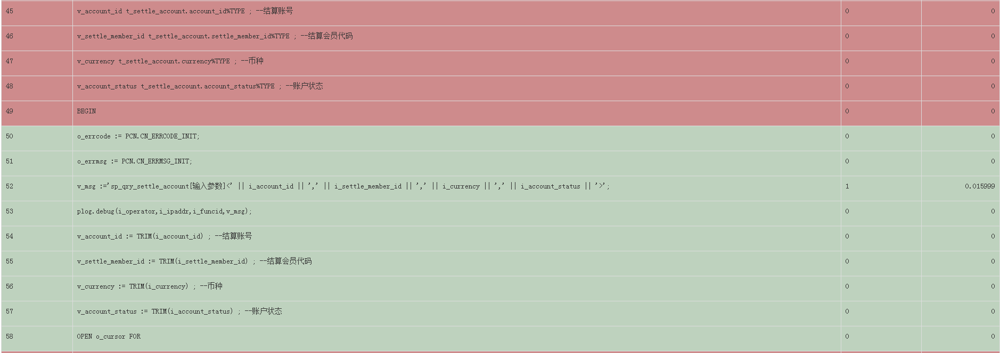 45 v_account_id t_settle_account.account_id%TYPE ; --结算账号 0 0
46 v_settle_member_id t_settle_account.settle_member_id%TYPE ; --结算会员代码 0 0
47 v_currency t_settle_account.currency%TYPE ; --币种 0 0
48 v_account_status t_settle_account.account_status%TYPE ; --账户状态 0 0
49 BEGIN 0 0
50 o_errcode := PCN.CN_ERRCODE_INIT; 0 0
51 o_errmsg := PCN.CN_ERRMSG_INIT; 0 0
52 v_msg :='sp_qry_settle_account[输入参数]<' || i_account_id || ',' || i_settle_member_id || ',' || i_currency || ',' || i_account_status || '>'; 1 0.015999
53 plog.debug(i_operator,i_ipaddr,i_funcid,v_msg); 0 0
54 v_account_id := TRIM(i_account_id) ; --结算账号 0 0
55 v_settle_member_id := TRIM(i_settle_member_id) ; --结算会员代码 0 0
56 v_currency := TRIM(i_currency) ; --币种 0 0
57 v_account_status := TRIM(i_account_status) ; --账户状态 0 0
58 OPEN o_cursor FOR 0 0